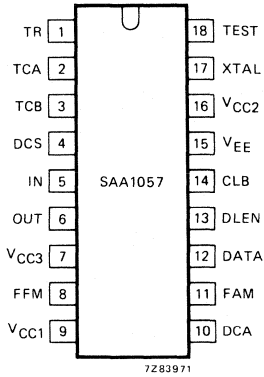 TR 1 18 TEST
TCA 2 17 XTAL
TCB 3 16 VCC2
DCS 4 15 VEE
IN 5 SAA1057 14 CLB
OUT 6 13 DLEN
VCC3 7 12 DATA
FFM 8 11 FAM
VCC1 9 10 DCA
7Z83971